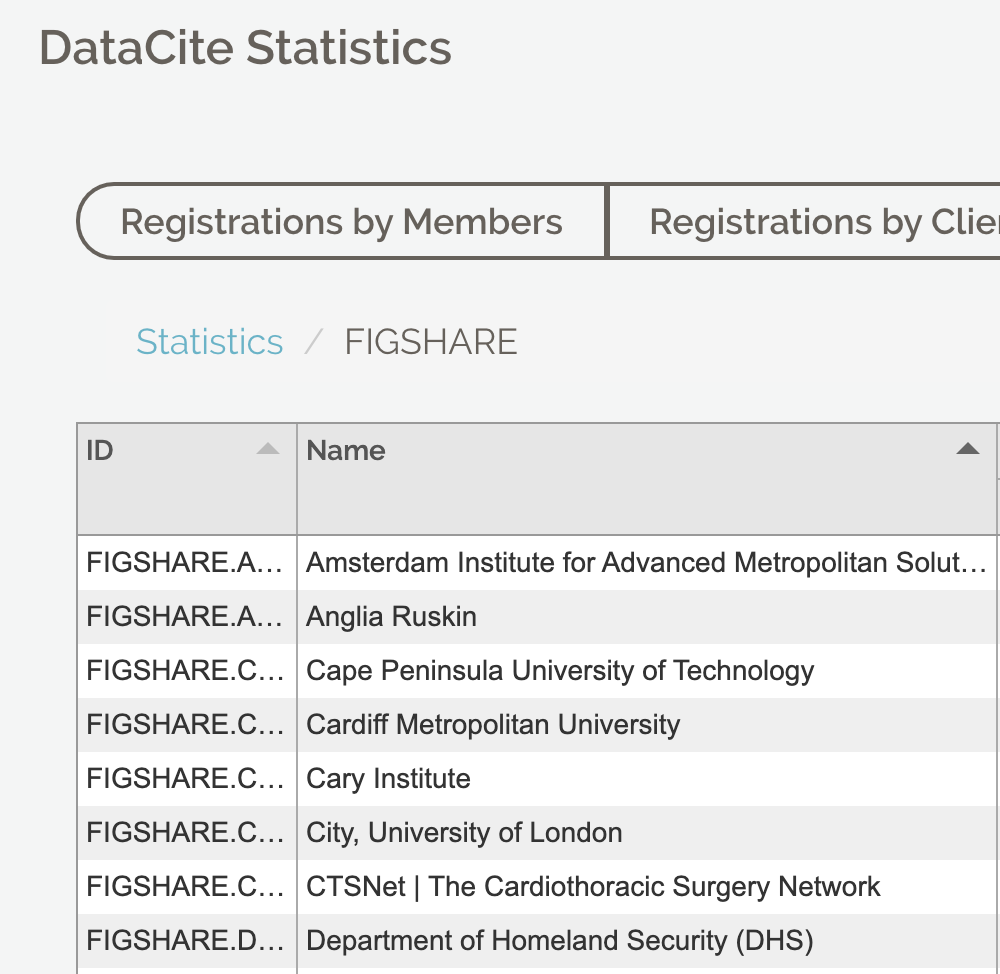 DataCite Statistics
Registrations by Members Registrations by Clie
Statistics / FIGSHARE
ID Name
FIGSHARE.A... Amsterdam Institute for Advanced Metropolitan Solut...
FIGSHARE.A... Anglia Ruskin
FIGSHARE.C... Cape Peninsula University of Technology
FIGSHARE.C... Cardiff Metropolitan University
FIGSHARE.C... Cary Institute
FIGSHARE.C... City, University of London
FIGSHARE.C... CTSNet | The Cardiothoracic Surgery Network
FIGSHARE.D... Department of Homeland Security (DHS)